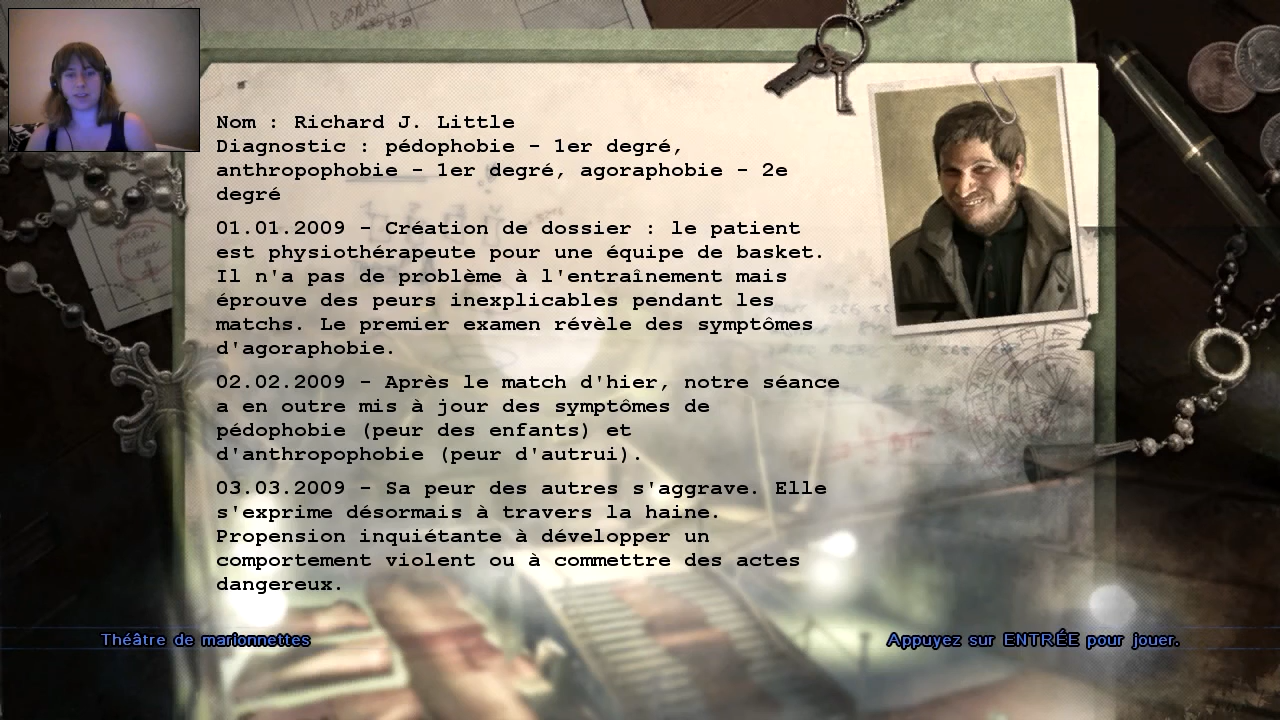 Nom : Richard J. Little
Diagnostic : pédophobie - 1er degré,
anthropophobie - 1er degré, agoraphobie - 2e
degré
01.01.2009 - Création de dossier : le patient
est physiothérapeute pour une équipe de basket.
Il n'a pas de problème à l'entraînement mais
éprouve des peurs inexplicables pendant les
matchs. Le premier examen révèle des symptômes
d'agoraphobie.
02.02.2009 - Après le match d'hier, notre séance
a en outre mis à jour des symptômes de
pédophobie (peur des enfants) et
d'anthropophobie (peur d'autrui).
03.03.2009 - Sa peur des autres s'aggrave. Elle
s'exprime désormais à travers la haine.
Propension inquiétante à développer un
comportement violent ou à commettre des actes
dangereux.
Théâtre de marionnettes
Appuyez sur ENTRÉE pour jouer.